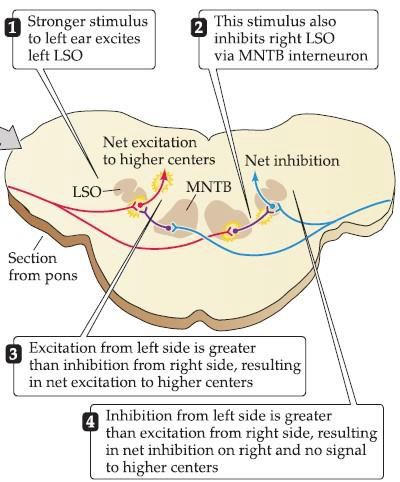 1 Stronger stimulus
to left ear excites
left LSO
2 This stimulus also
inhibits right LSO
via MNTB interneuron
Net excitation
to higher centers
Net inhibition
LSO
MNTB
Section
from pons
3 Excitation from left side is greater
than inhibition from right side, resulting
in net excitation to higher centers
4 Inhibition from left side is greater
than excitation from right side, resulting
in net inhibition on right and no signal
to higher centers